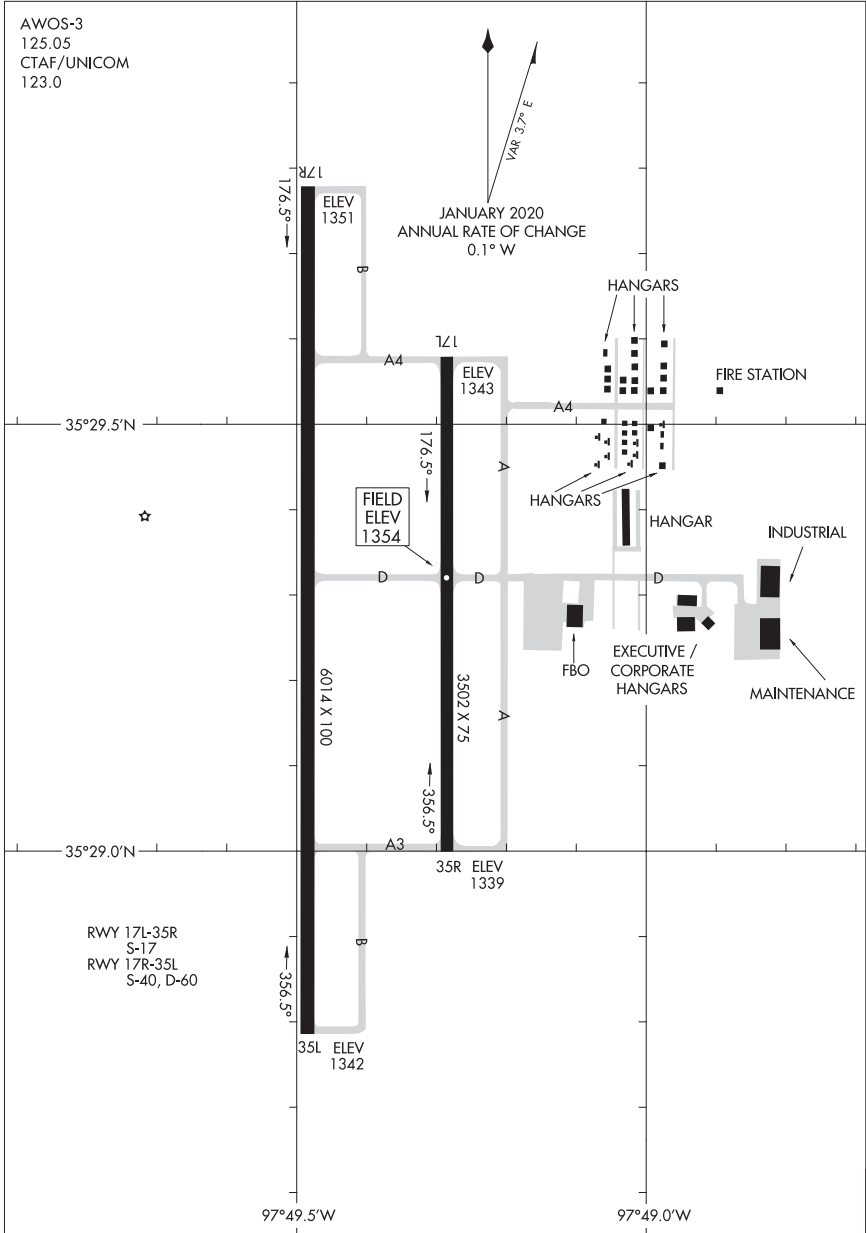 AWOS-3
125.05
CTAF/UNICOM
123.0
VAR 3.7° E
JANUARY 2020
ANNUAL RATE OF CHANGE
0.1° W
17R
176.5°
ELEV
1351
B
HANGARS
17L
A4
ELEV
1343
FIRE STATION
A4
35°29.5'N
176.5°
A
HANGARS
FIELD
ELEV
1354
HANGAR
INDUSTRIAL
D
D
D
FBO
EXECUTIVE /
CORPORATE
HANGARS
MAINTENANCE
6014 X 100
3502 X 75
A
356.5°
35°29.0'N
A3
35R ELEV
1339
RWY 17L-35R
S-17
RWY 17R-35L
S-40, D-60
B
356.5°
35L ELEV
1342
97°49.5'W
97°49.0'W